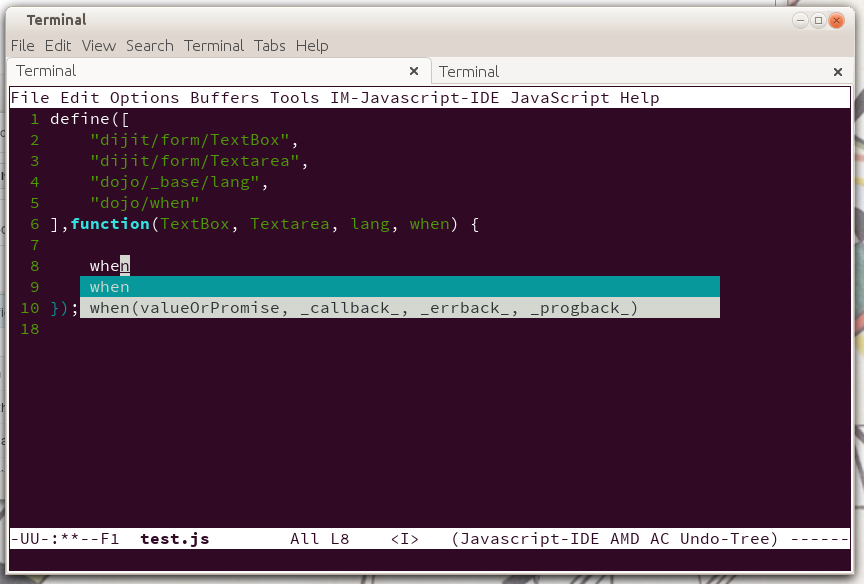 Terminal
File Edit View Search Terminal Tabs Help
Terminal × Terminal ×
File Edit Options Buffers Tools IM-Javascript-IDE JavaScript Help
1 define([
2     "dijit/form/TextBox",
3     "dijit/form/Textarea",
4     "dojo/_base/lang",
5     "dojo/when"
6 ],function(TextBox, Textarea, lang, when) {
7
8     when
9     when
10 }); when(valueOrPromise, _callback_, _errback_, _progback_)
18
-UU-:**--F1  test.js        All L8    <I>   (Javascript-IDE AMD AC Undo-Tree) ------